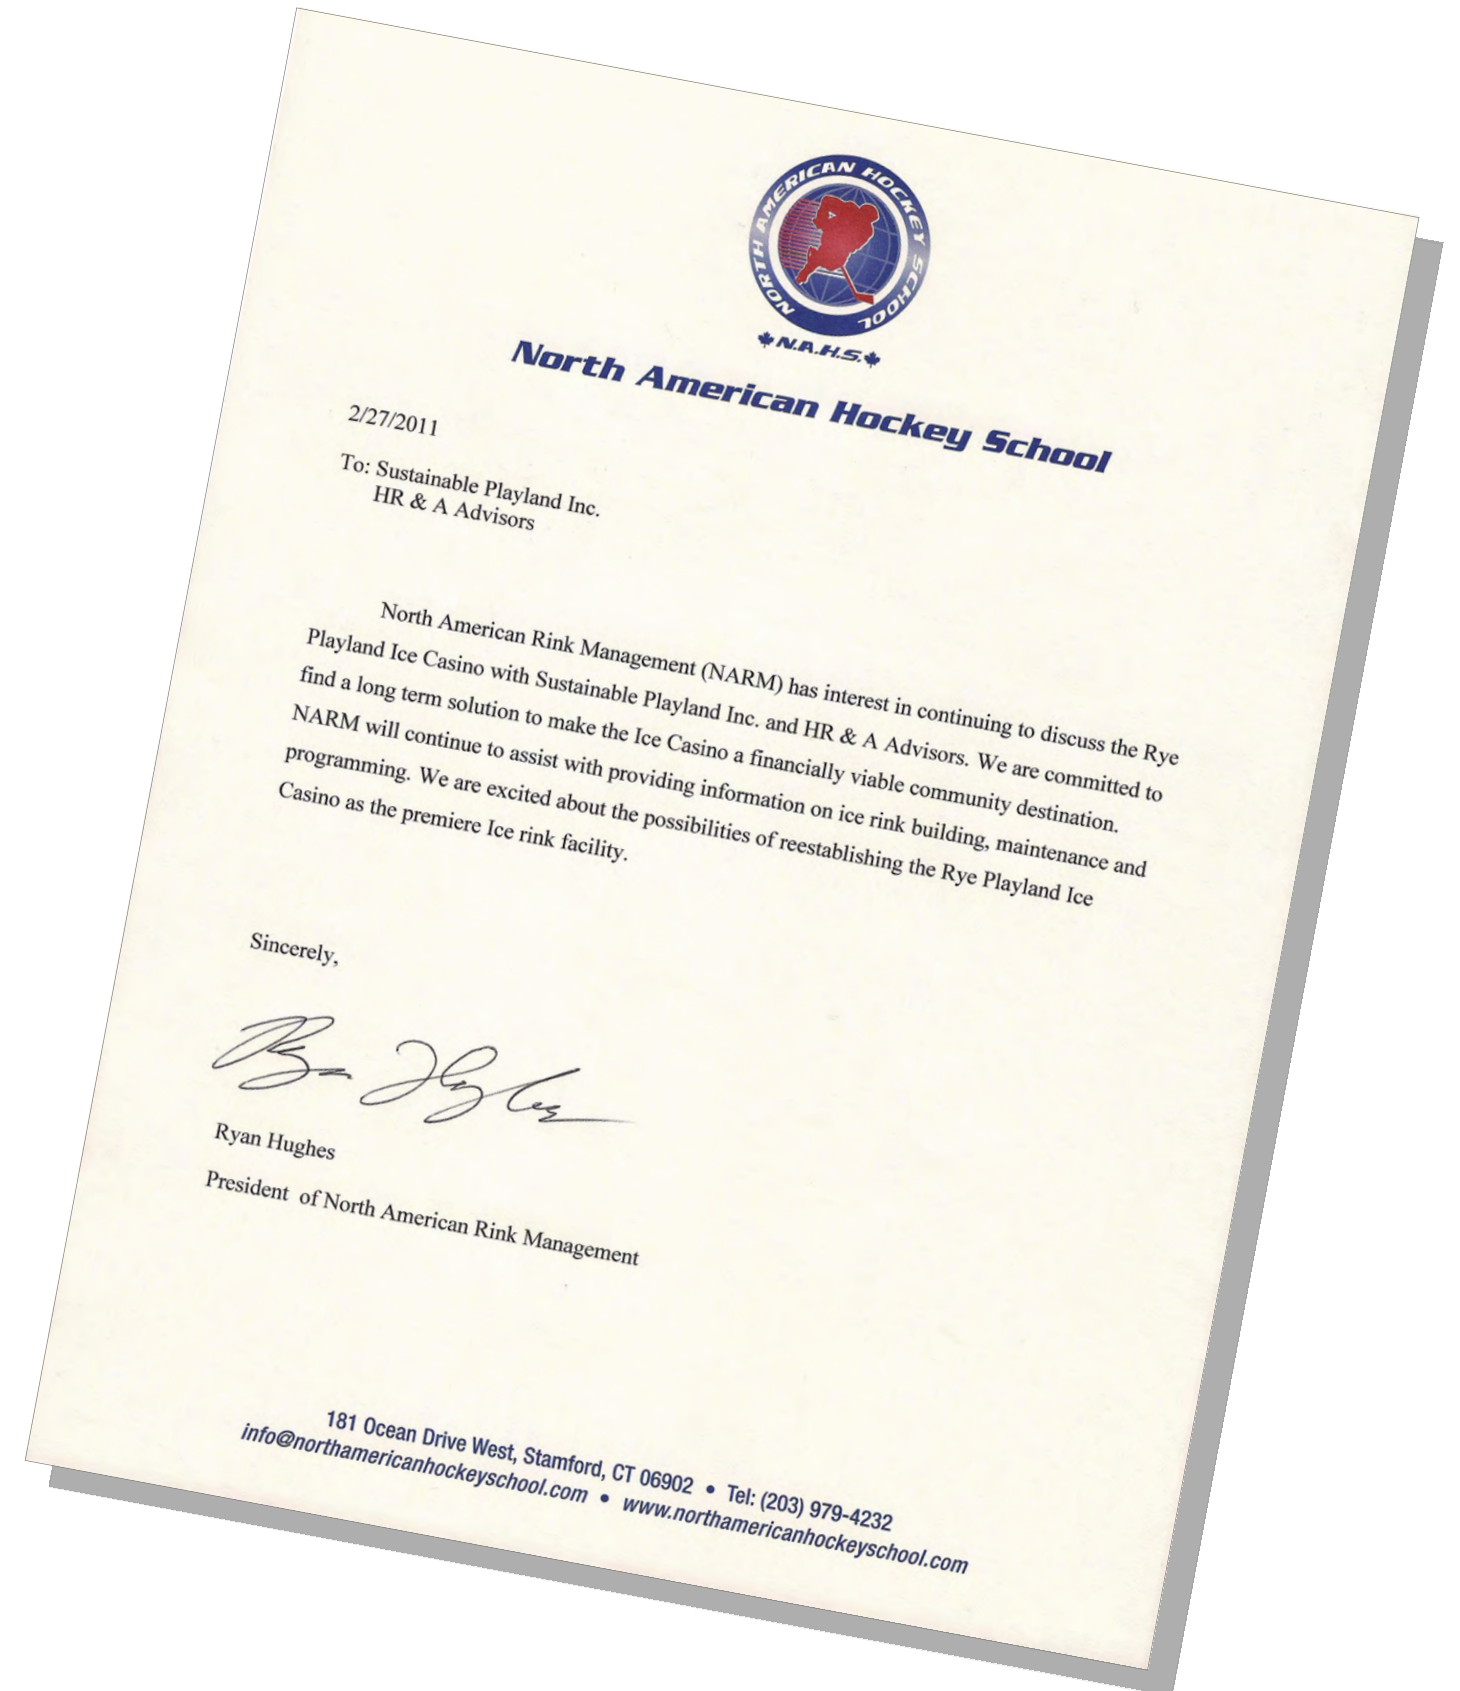 NORTH AMERICAN HOCKEY SCHOOL
N.A.H.S.
North American Hockey School
2/27/2011
To: Sustainable Playland Inc.
HR & A Advisors
North American Rink Management (NARM) has interest in continuing to discuss the Rye
Playland Ice Casino with Sustainable Playland Inc. and HR & A Advisors. We are committed to
find a long term solution to make the Ice Casino a financially viable community destination.
NARM will continue to assist with providing information on ice rink building, maintenance and
programming. We are excited about the possibilities of reestablishing the Rye Playland Ice
Casino as the premiere Ice rink facility.
Sincerely,
Ryan Hughes
Ryan Hughes
President of North American Rink Management
181 Ocean Drive West, Stamford, CT 06902 • Tel: (203) 979-4232
info@northamericanhockeyschool.com • www.northamericanhockeyschool.com